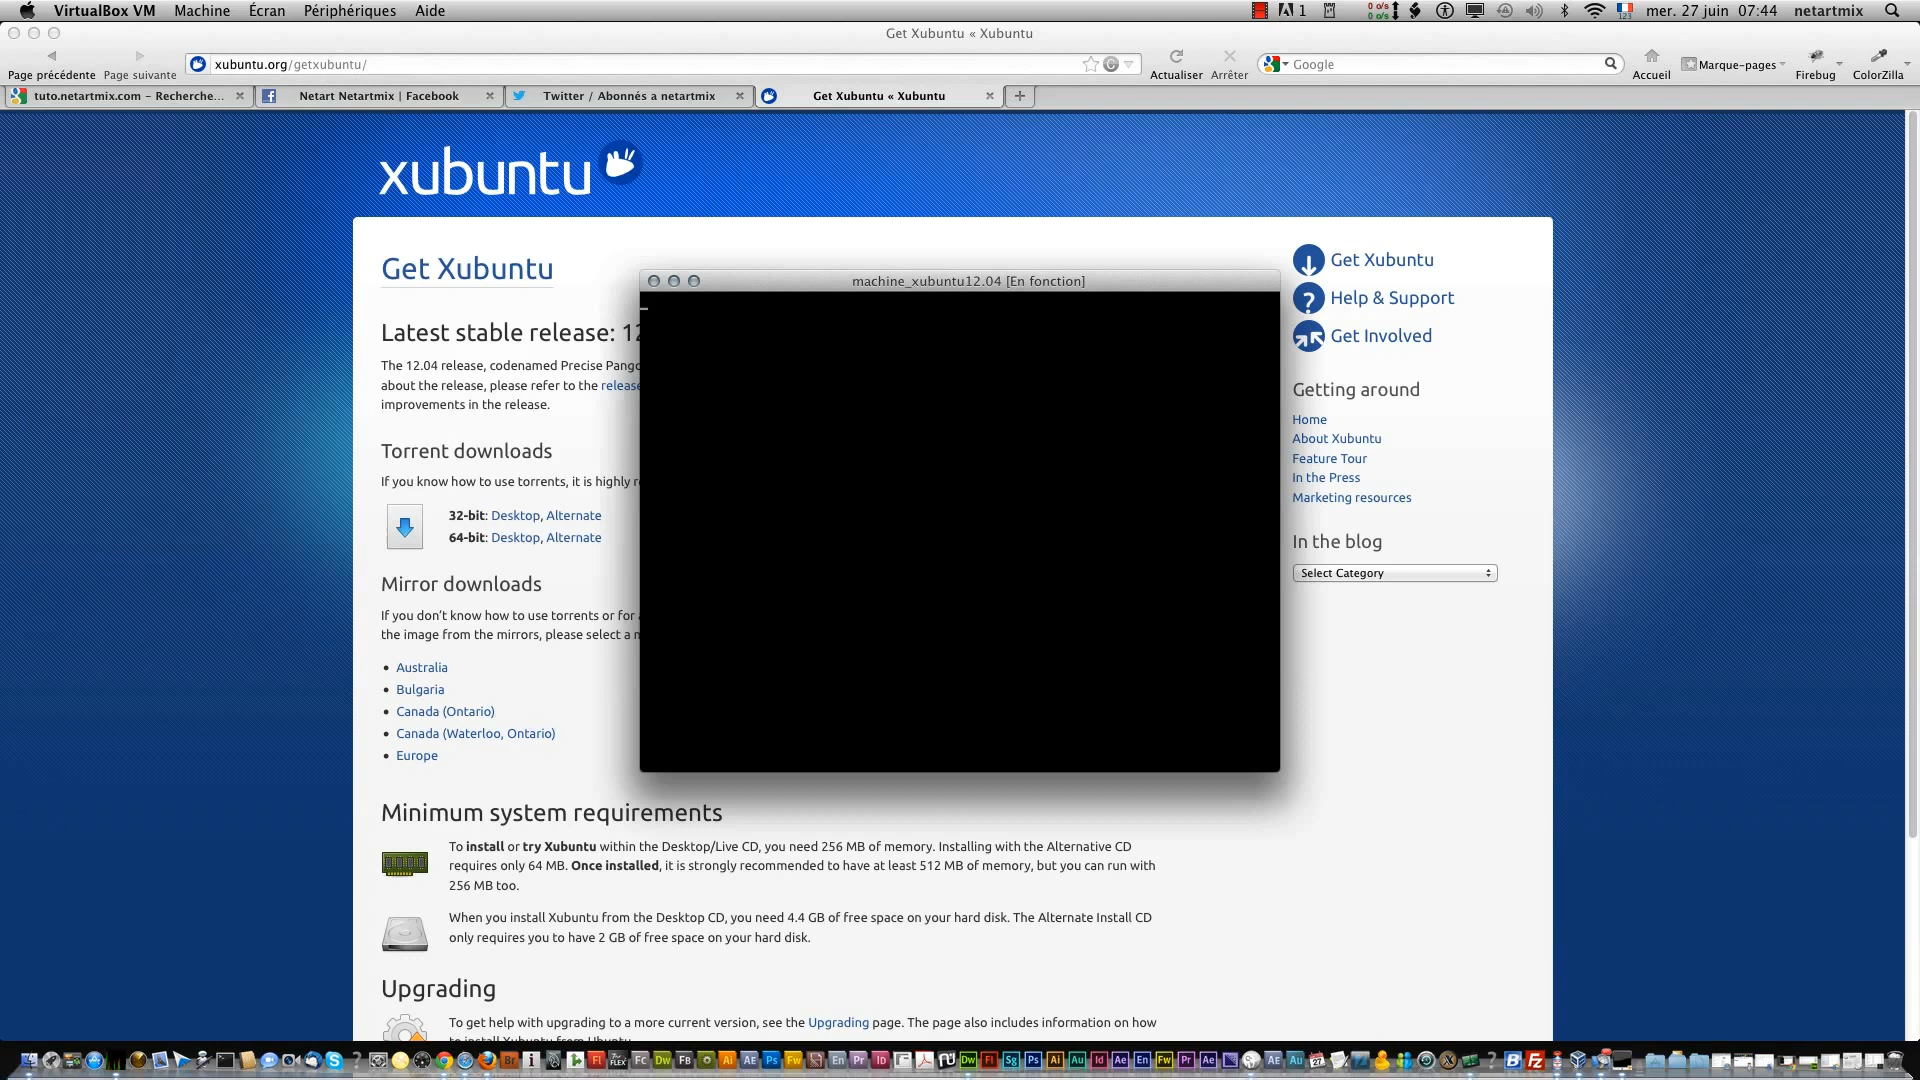 VirtualBox VM Machine Écran Périphériques Aide
1 0 o/s 0 o/s 123 mer. 27 juin 07:44 netartmix
Get Xubuntu « Xubuntu
xubuntu.org/getxubuntu/
Google
Page précédente Page suivante Actualiser Arrêter Accueil Marque-pages Firebug ColorZilla
tuto.netartmix.com – Recherche... Netart Netartmix | Facebook Twitter / Abonnés a netartmix Get Xubuntu « Xubuntu
xubuntu
Get Xubuntu
machine_xubuntu12.04 [En fonction]
Latest stable release: 12
The 12.04 release, codenamed Precise Pango
about the release, please refer to the release
improvements in the release.
Torrent downloads
If you know how to use torrents, it is highly r
32-bit: Desktop, Alternate
64-bit: Desktop, Alternate
Mirror downloads
If you don't know how to use torrents or for
the image from the mirrors, please select a
Australia
Bulgaria
Canada (Ontario)
Canada (Waterloo, Ontario)
Europe
Get Xubuntu
Help & Support
Get Involved
Getting around
Home
About Xubuntu
Feature Tour
In the Press
Marketing resources
In the blog
Select Category
Minimum system requirements
To install or try Xubuntu within the Desktop/Live CD, you need 256 MB of memory. Installing with the Alternative CD
requires only 64 MB. Once installed, it is strongly recommended to have at least 512 MB of memory, but you can run with
256 MB too.
When you install Xubuntu from the Desktop CD, you need 4.4 GB of free space on your hard disk. The Alternate Install CD
only requires you to have 2 GB of free space on your hard disk.
Upgrading
To get help with upgrading to a more current version, see the Upgrading page. The page also includes information on how
to install Xubuntu from Ubuntu.